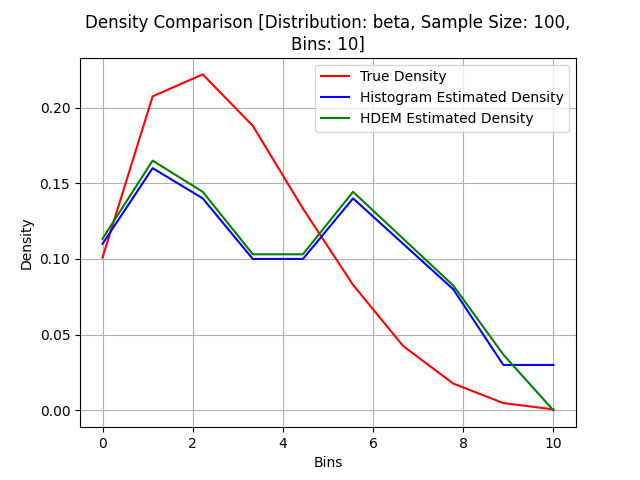 Density Comparison [Distribution: beta, Sample Size: 100,
Bins: 10]
True Density
Histogram Estimated Density
HDEM Estimated Density
Density
0.20
0.15
0.10
0.05
0.00
0 2 4 6 8 10
Bins